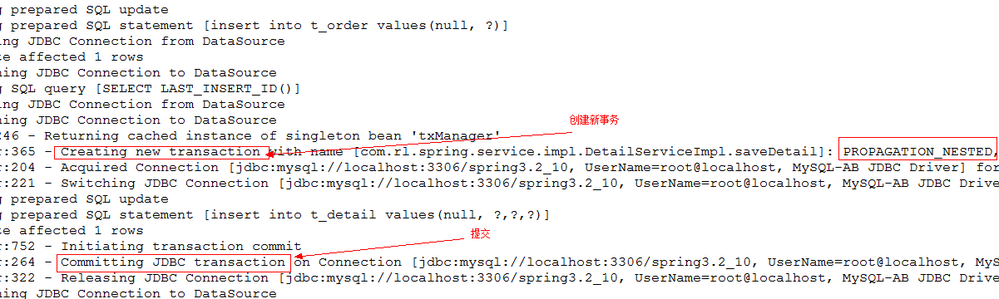 g prepared SQL update
g prepared SQL statement [insert into t_order values(null, ?)]
ing JDBC Connection from DataSource
te affected 1 rows
ning JDBC Connection to DataSource
g SQL query [SELECT LAST_INSERT_ID()]
ing JDBC Connection from DataSource
ning JDBC Connection to DataSource
创建新事务
246 - Returning cached instance of singleton bean 'txManager'
r:365 - Creating new transaction with name [com.rl.spring.service.impl.DetailServiceImpl.saveDetail]: PROPAGATION_NESTED,
r:204 - Acquired Connection [jdbc:mysql://localhost:3306/spring3.2_10, UserName=root@localhost, MySQL-AB JDBC Driver] for
r:221 - Switching JDBC Connection [jdbc:mysql://localhost:3306/spring3.2_10, UserName=root@localhost, MySQL-AB JDBC Drive
g prepared SQL update
g prepared SQL statement [insert into t_detail values(null, ?,?,?)]
te affected 1 rows
提交
r:752 - Initiating transaction commit
r:264 - Committing JDBC transaction on Connection [jdbc:mysql://localhost:3306/spring3.2_10, UserName=root@localhost, MyS
r:322 - Releasing JDBC Connection [jdbc:mysql://localhost:3306/spring3.2_10, UserName=root@localhost, MySQL-AB JDBC Drive
ning JDBC Connection to DataSource